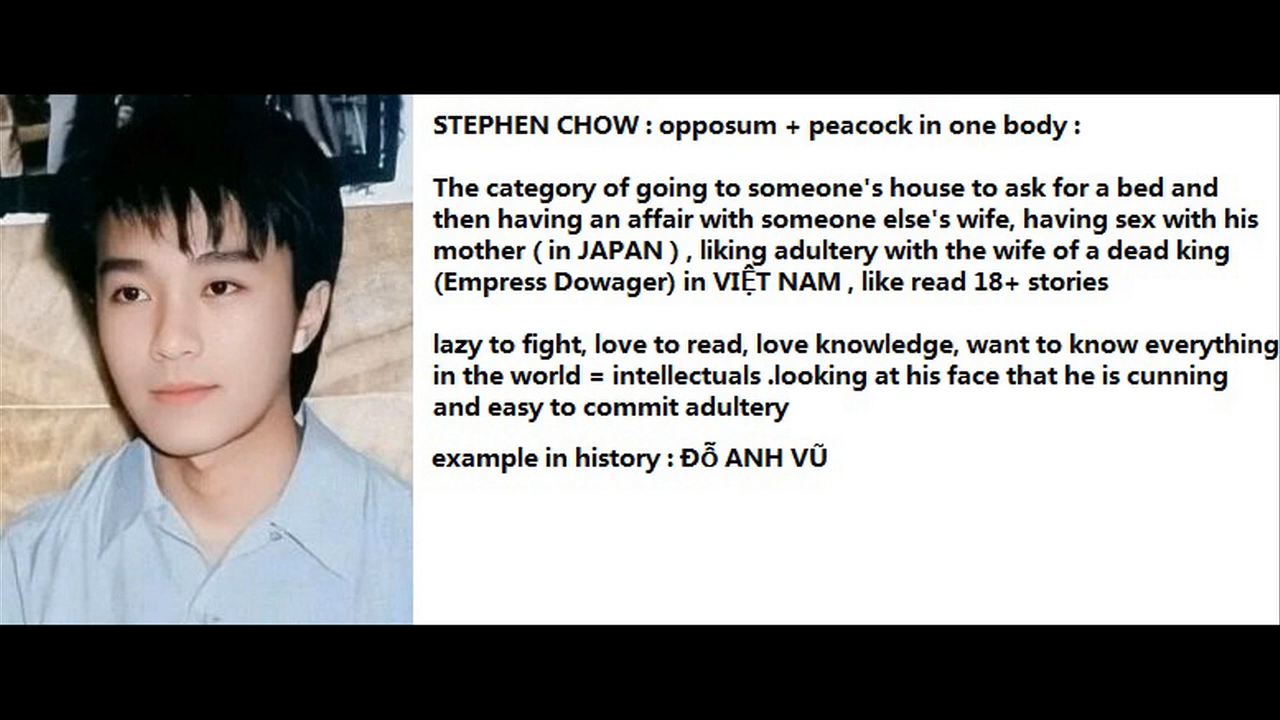 STEPHEN CHOW : opposum + peacock in one body :
The category of going to someone's house to ask for a bed and
then having an affair with someone else's wife, having sex with his
mother ( in JAPAN ) , liking adultery with the wife of a dead king
(Empress Dowager) in VIỆT NAM , like read 18+ stories
lazy to fight, love to read, love knowledge, want to know everything
in the world = intellectuals .looking at his face that he is cunning
and easy to commit adultery
example in history : ĐỖ ANH VŨ